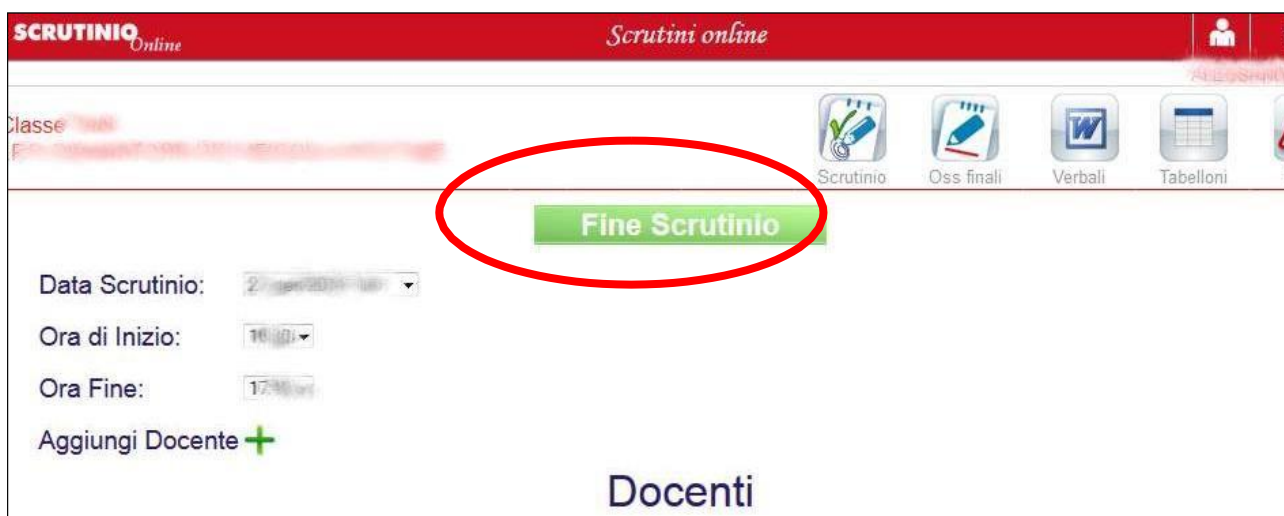 SCRUTINIO Online
Scrutini online
Classe
Scrutinio
Oss finali
Verbali
Tabelloni
Fine Scrutinio
Data Scrutinio:
Ora di Inizio:
Ora Fine:
Aggiungi Docente
Docenti